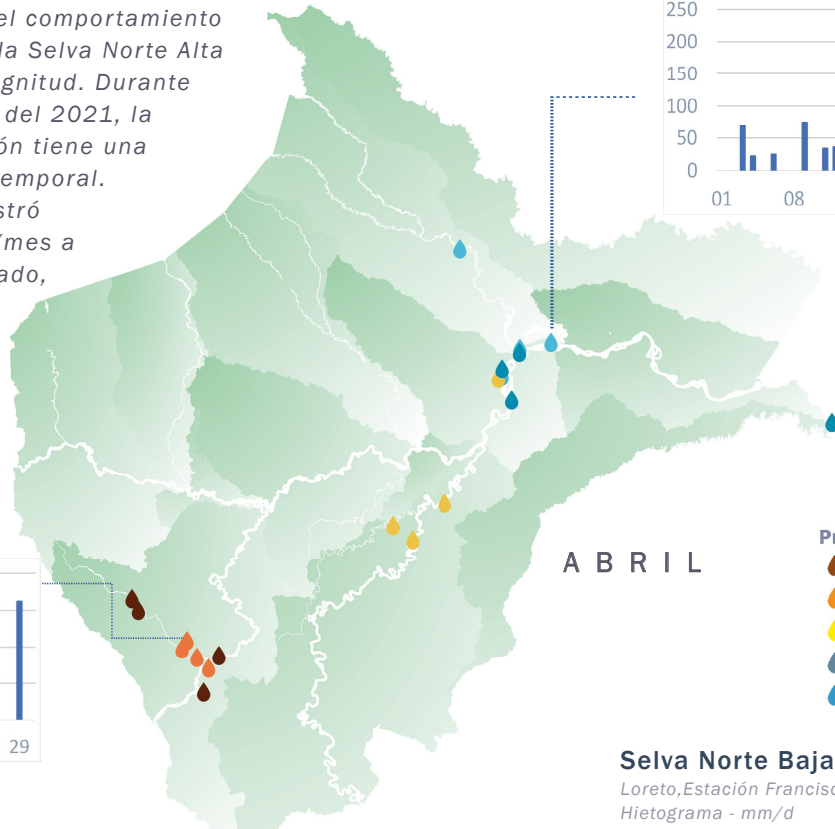 el comportamiento
la Selva Norte Alta
gnitud. Durante
del 2021, la
ón tiene una
emporal.
stró
/mes a
ado,
250
200
150
100
50
0
01 08
ABRIL
29
Selva Norte Baja
Loreto,Estación Francisc
Hietograma - mm/d